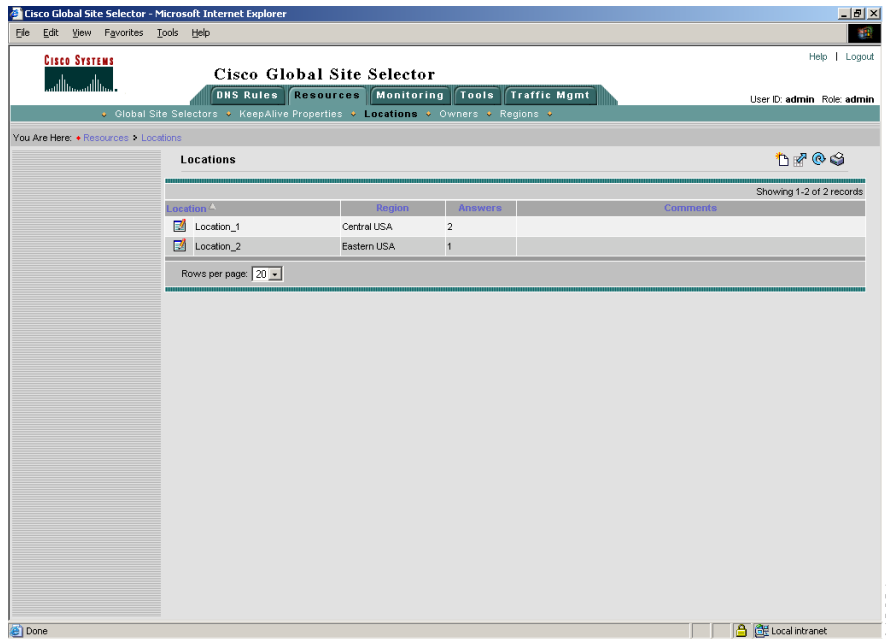 Cisco Global Site Selector - Microsoft Internet Explorer
File Edit View Favorites Tools Help
CISCO SYSTEMS
Help | Logout
Cisco Global Site Selector
DNS Rules Resources Monitoring Tools Traffic Mgmt
User ID: admin Role: admin
Global Site Selectors KeepAlive Properties Locations Owners Regions
You Are Here: Resources > Locations
Locations
Showing 1-2 of 2 records
Location Region Answers Comments
Location_1 Central USA 2
Location_2 Eastern USA 1
Rows per page: 20
Done Local intranet